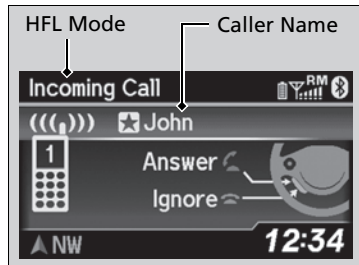 HFL Mode
Caller Name
Incoming Call
RM
John
1
Answer
Ignore
NW
12:34